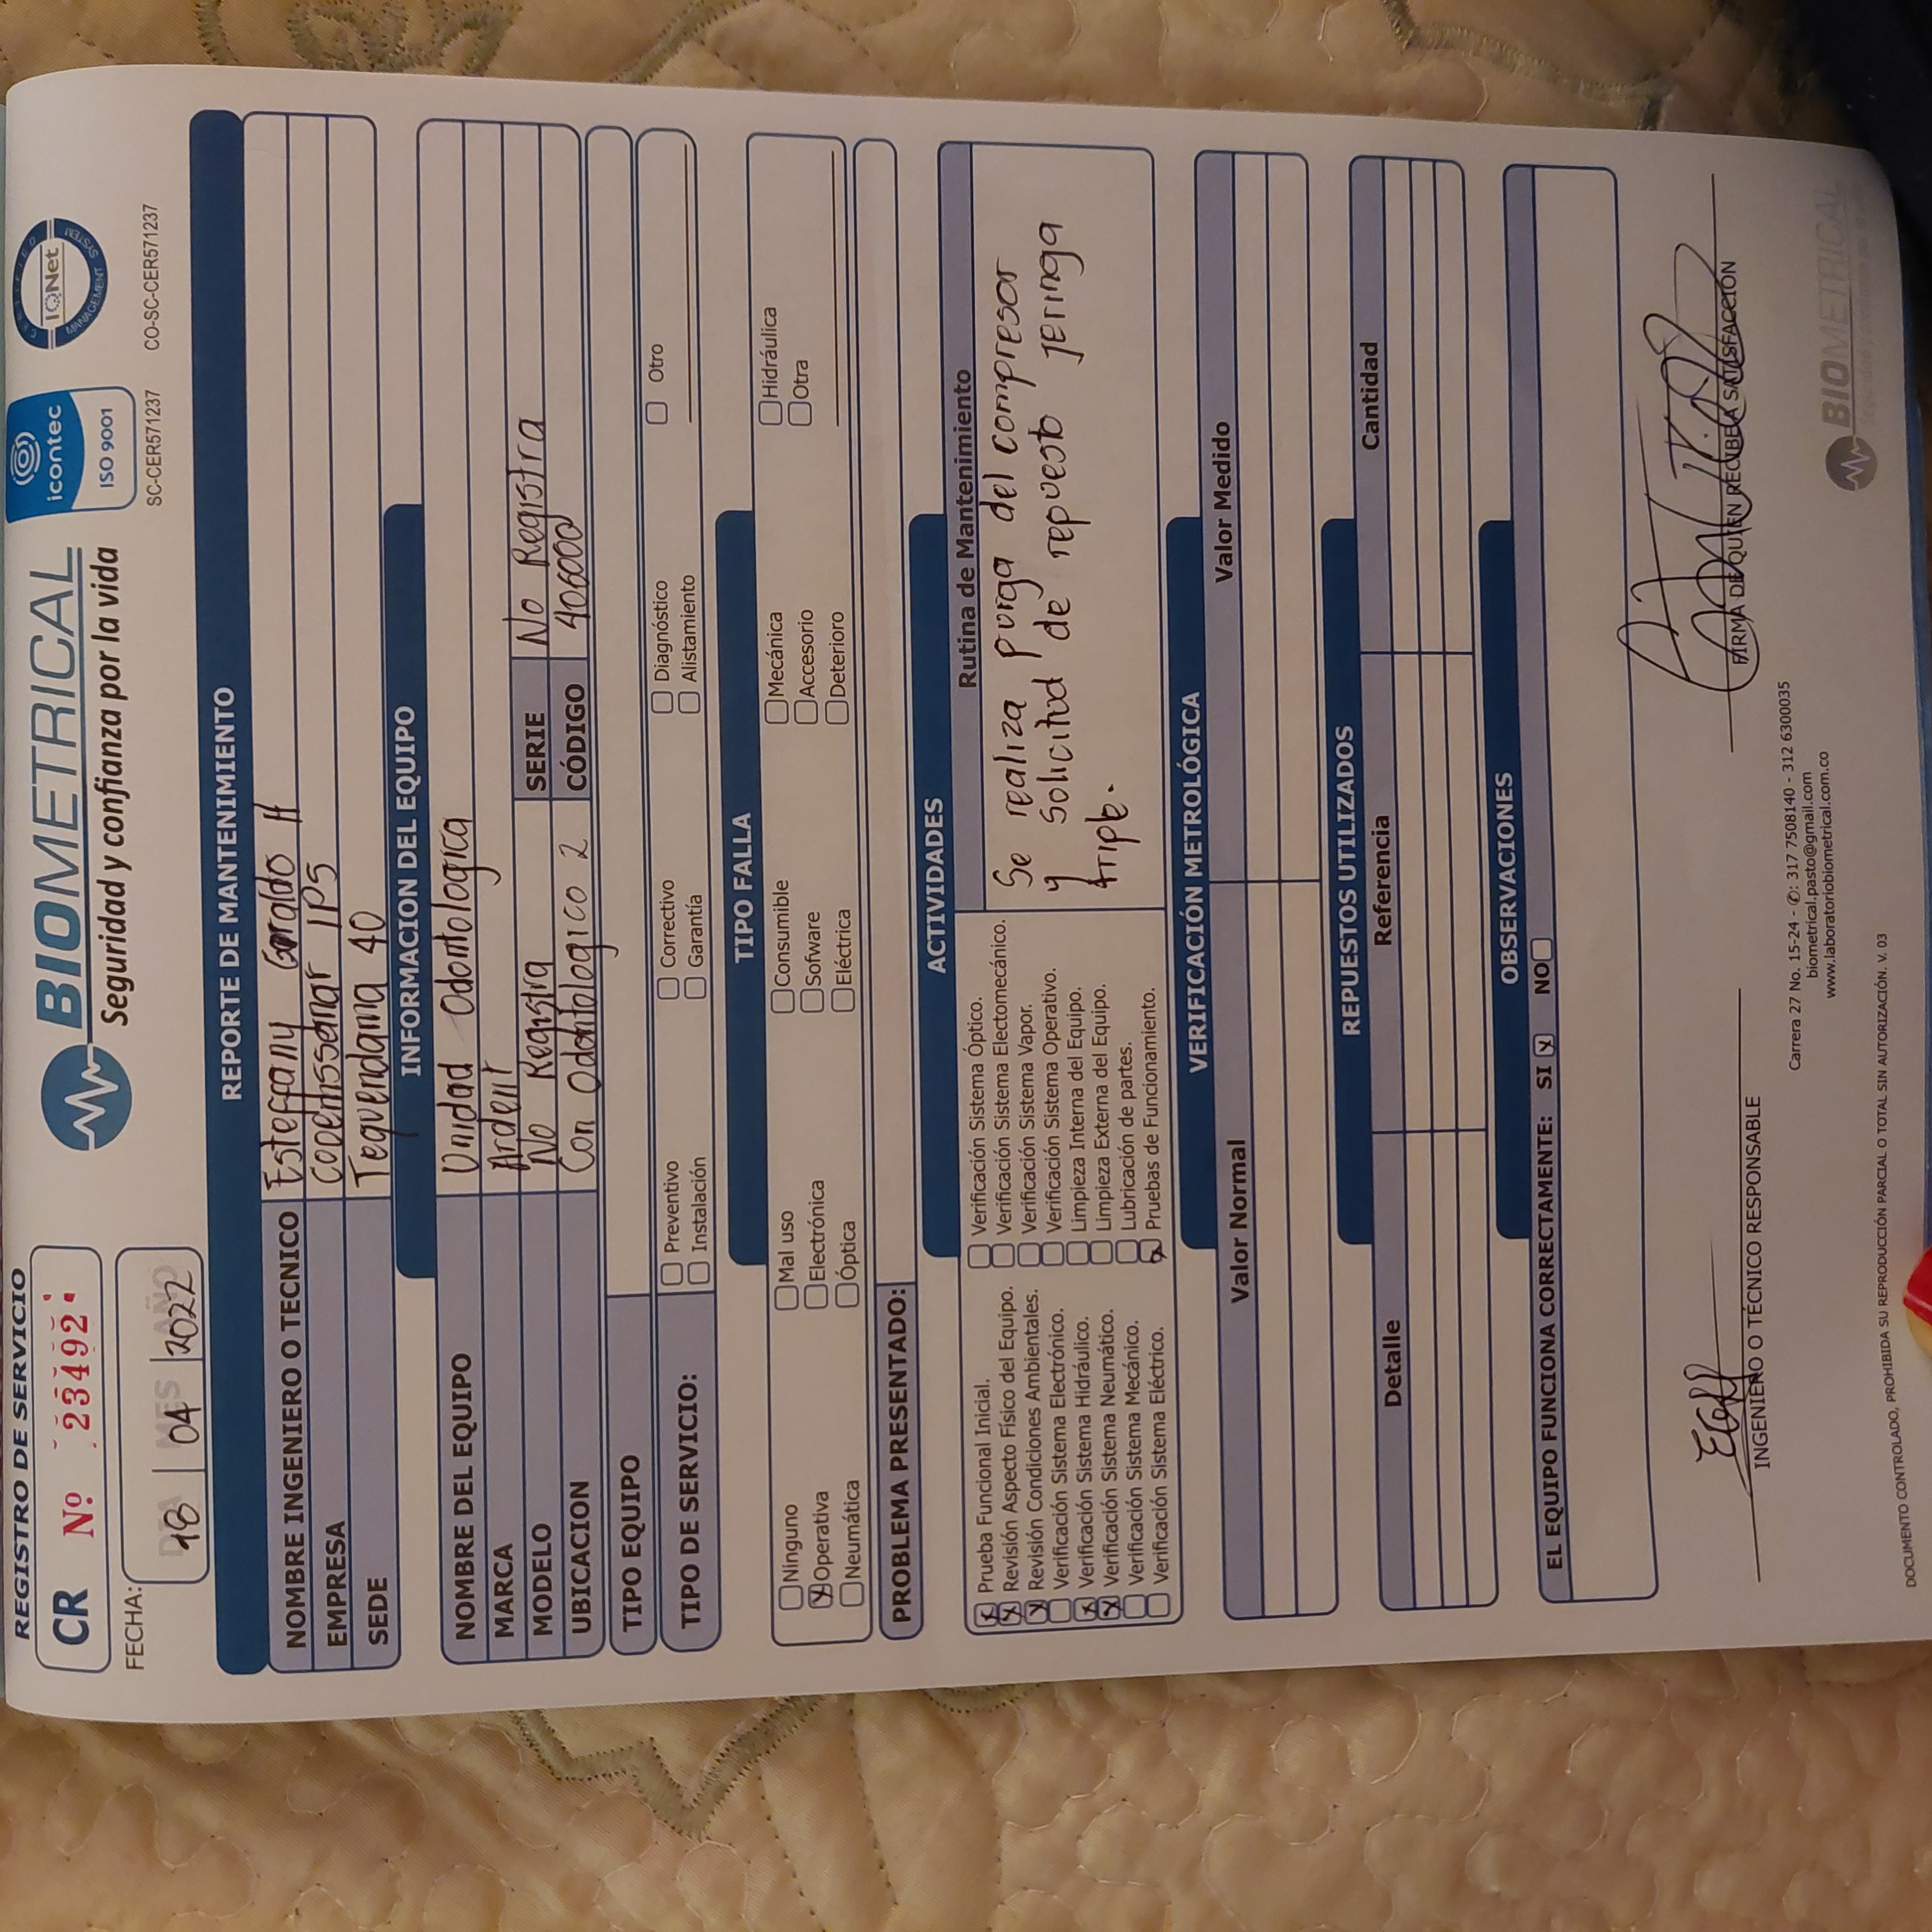 REGISTRO DE SERVICIO
CR Nº 23492
BIOMETRICAL
Seguridad y confianza por la vida
icontec
ISO 9001
SC-CER571237
CERTIFIED
IQNet
MANAGEMENT SYSTEM
CO-SC-CER571237
FECHA:
DIA MES AÑO
18 04 2022
REPORTE DE MANTENIMIENTO
NOMBRE INGENIERO O TECNICO Esteffany Giraldo H
EMPRESA IPS
SEDE Tequendama 40
INFORMACION DEL EQUIPO
NOMBRE DEL EQUIPO Unidad Odontologica
MARCA Ardent
MODELO No Registra SERIE No Registra
UBICACION Con Odontologico 2 CÓDIGO 406000
TIPO EQUIPO
TIPO DE SERVICIO:
Preventivo Correctivo Diagnóstico Otro
Instalación Garantía Alistamiento
TIPO FALLA
Ninguno Mal uso Consumible Mecánica Hidráulica
Operativa Electrónica Sofware Accesorio Otra
Neumática Óptica Eléctrica Deterioro
PROBLEMA PRESENTADO:
ACTIVIDADES
Prueba Funcional Inicial.
Revisión Aspecto Físico del Equipo.
Revisión Condiciones Ambientales.
Verificación Sistema Electrónico.
Verificación Sistema Hidráulico.
Verificación Sistema Neumático.
Verificación Sistema Mecánico.
Verificación Sistema Eléctrico.
Verificación Sistema Óptico.
Verificación Sistema Electomecánico.
Verificación Sistema Vapor.
Verificación Sistema Operativo.
Limpieza Interna del Equipo.
Limpieza Externa del Equipo.
Lubricación de partes.
Pruebas de Funcionamiento.
Rutina de Mantenimiento
Se realiza purga del compresor
y solicitud de repuesto jeringa
triple.
VERIFICACIÓN METROLÓGICA
Valor Normal Valor Medido
REPUESTOS UTILIZADOS
Detalle Referencia Cantidad
OBSERVACIONES
EL EQUIPO FUNCIONA CORRECTAMENTE: SI X NO
INGENIERO O TÉCNICO RESPONSABLE
FIRMA DE QUIEN RECIBE A SATISFACCIÓN
Carrera 27 No. 15-24 - ✆: 317 7508140 - 312 6300035
biometrical.pasto@gmail.com
www.laboratoriobiometrical.com.co
BIOMETRICAL
Seguridad y confianza por la vida
DOCUMENTO CONTROLADO, PROHIBIDA SU REPRODUCCIÓN PARCIAL O TOTAL SIN AUTORIZACIÓN. V. 03